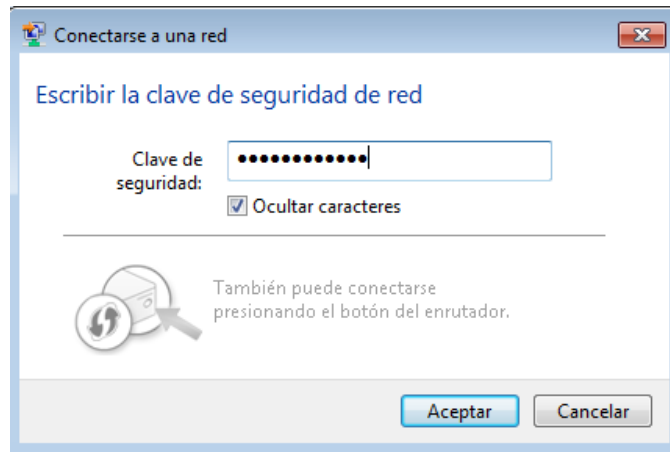 Conectarse a una red
Escribir la clave de seguridad de red
Clave de
seguridad:
••••••••••••
Ocultar caracteres
También puede conectarse
presionando el botón del enrutador.
Aceptar
Cancelar